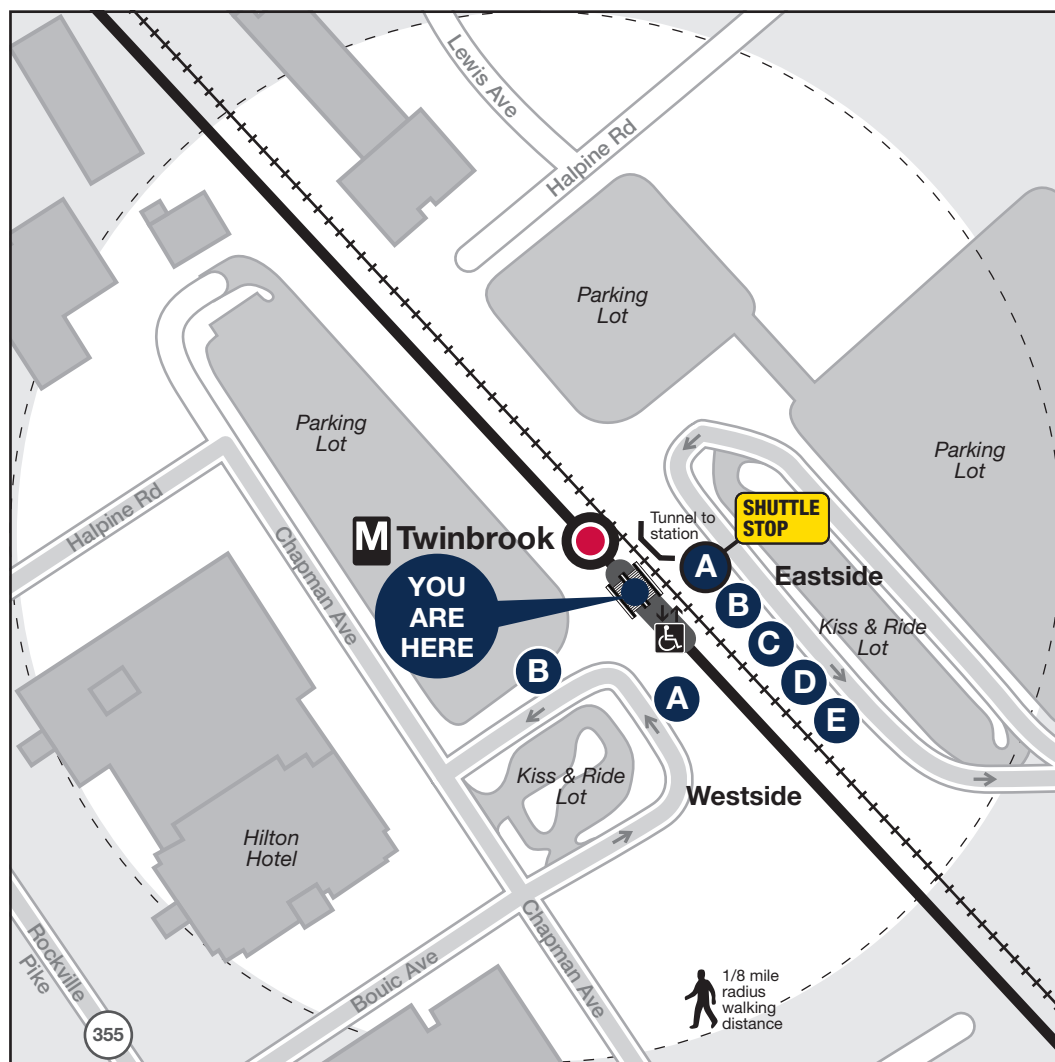 Lewis Ave
Halpine Rd
Parking
Lot
Parking
Lot
Parking
Lot
Halpine Rd
Chapman Ave
M Twinbrook
Tunnel to
station
SHUTTLE
STOP
A
Eastside
B
C
D
E
Kiss & Ride
Lot
YOU
ARE
HERE
B
A
Kiss & Ride
Lot
Westside
Hilton
Hotel
Chapman Ave
Bouic Ave
Rockville
Pike
355
1/8 mile
radius
walking
distance